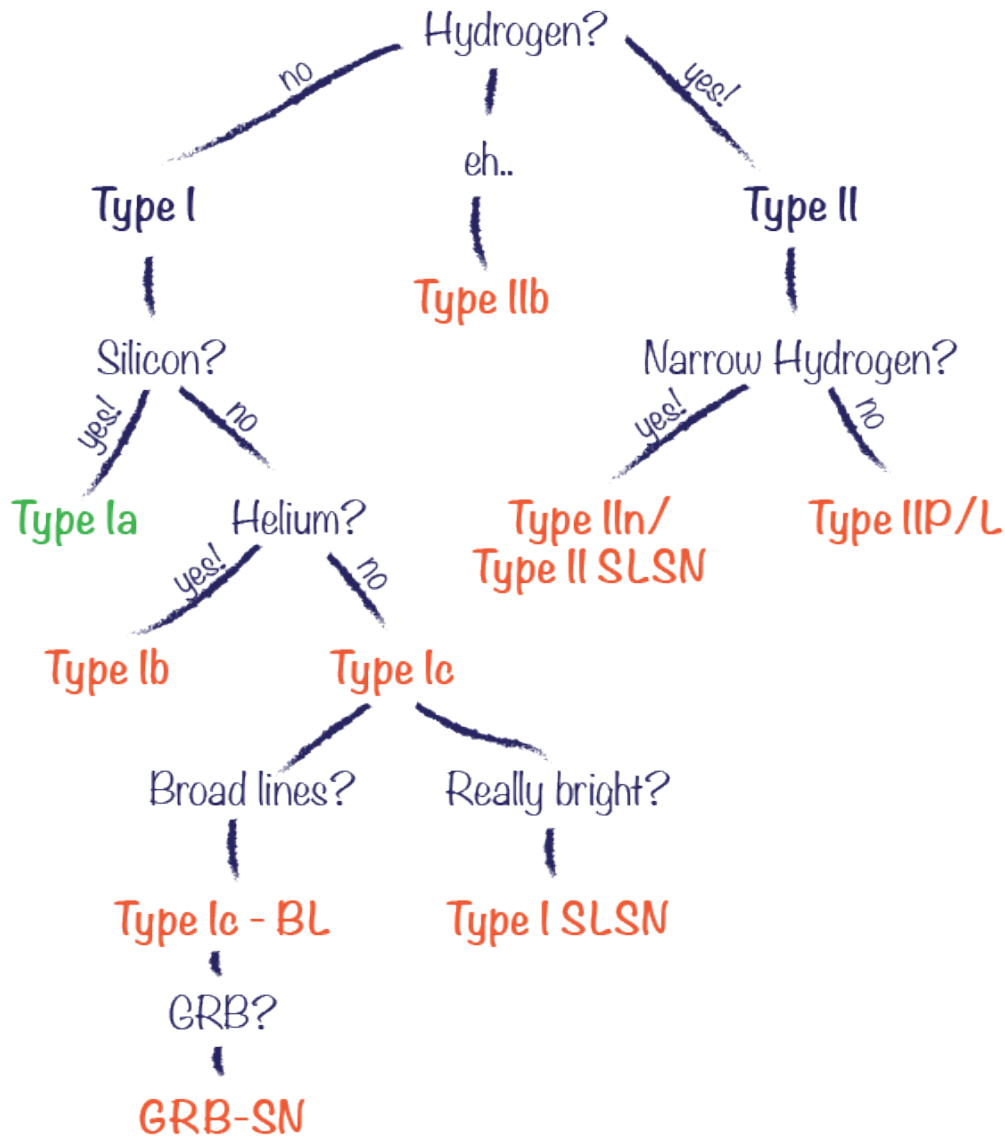 Hydrogen?
no
yes!
eh..
Type I
Type II
Type IIb
Silicon?
Narrow Hydrogen?
yes!
no
yes!
no
Type Ia
Helium?
Type IIn/
Type II SLSN
Type IIP/L
yes!
no
Type Ib
Type Ic
Broad lines?
Really bright?
Type Ic - BL
Type I SLSN
GRB?
GRB-SN